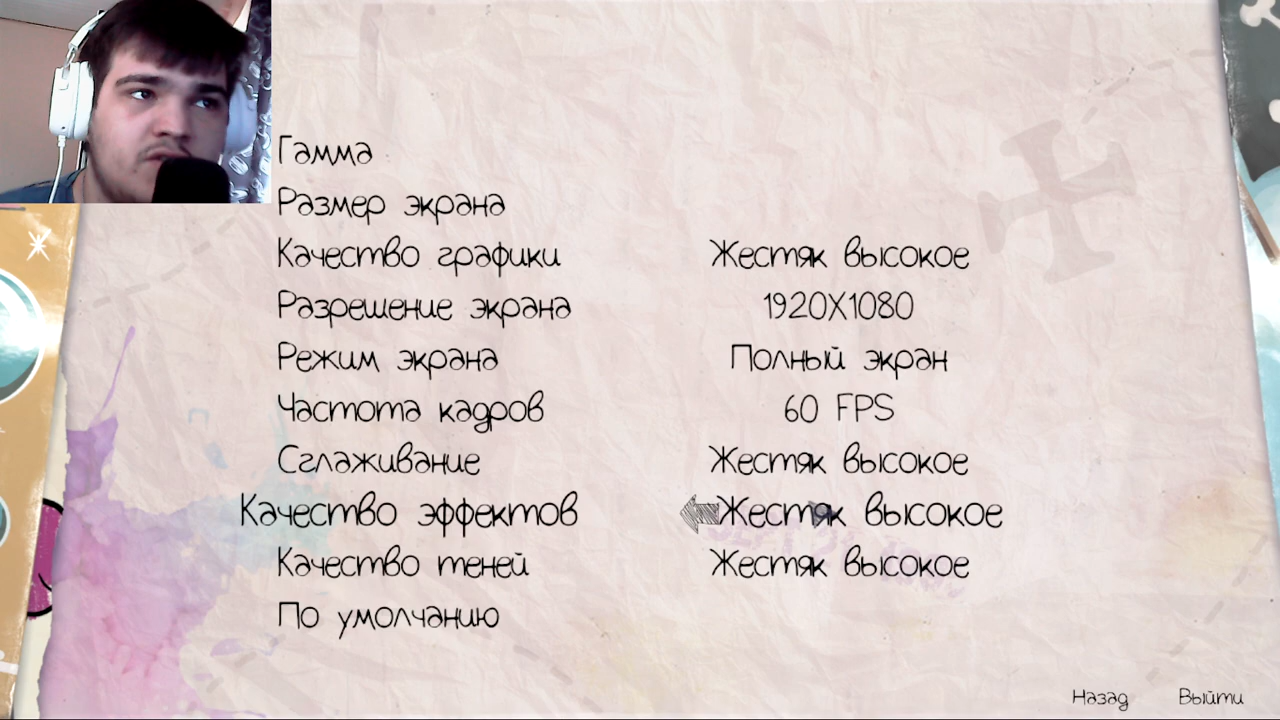 Гамма
Размер экрана
Качество графики Жестяк высокое
Разрешение экрана 1920X1080
Режим экрана Полный экран
Частота кадров 60 FPS
Сглаживание Жестяк высокое
Качество эффектов Жестяк высокое
Качество теней Жестяк высокое
По умолчанию
Назад Выйти